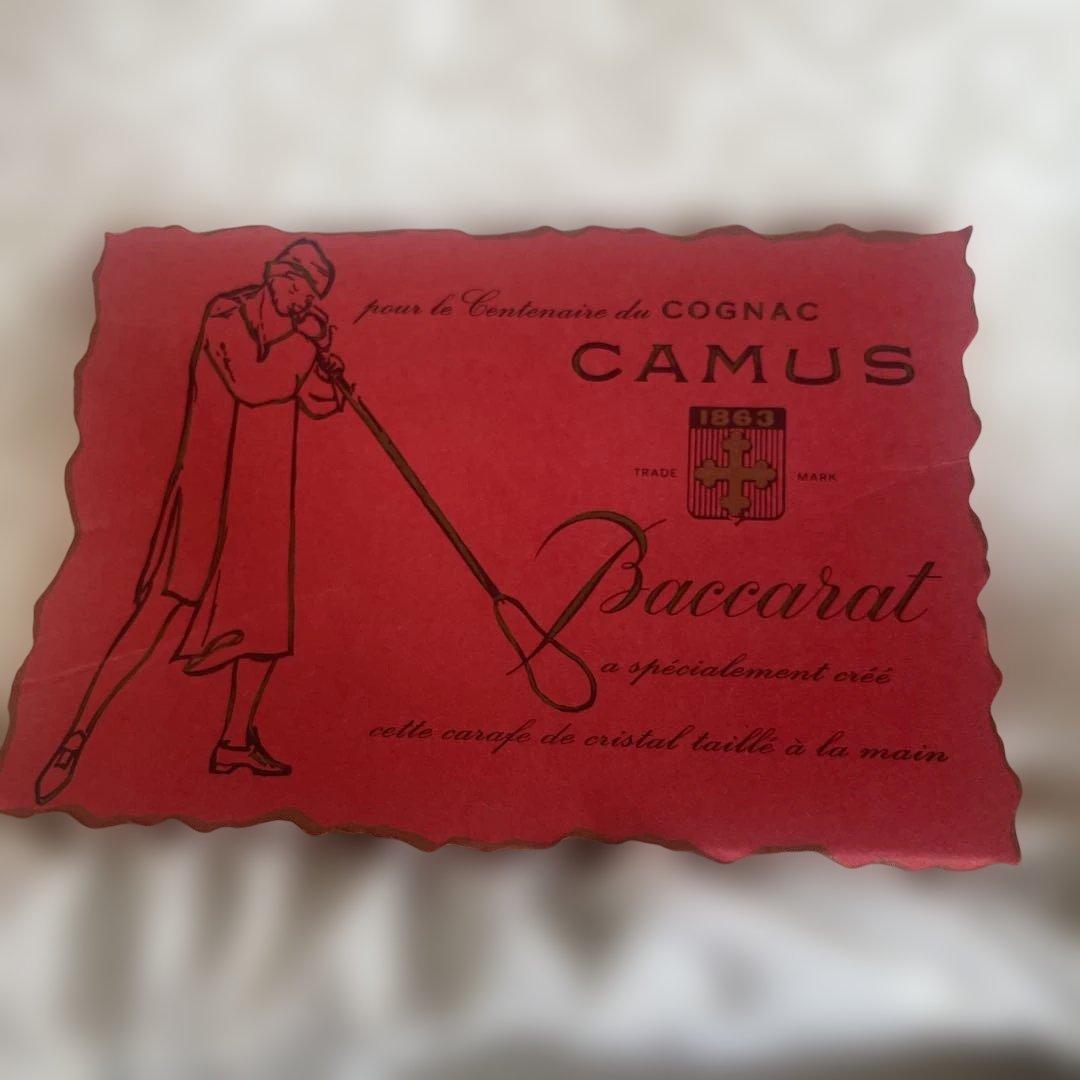 pour le Centenaire du COGNAC
CAMUS
1863
TRADE MARK
Baccarat
a spécialement créé
cette carafe de cristal taillé à la main